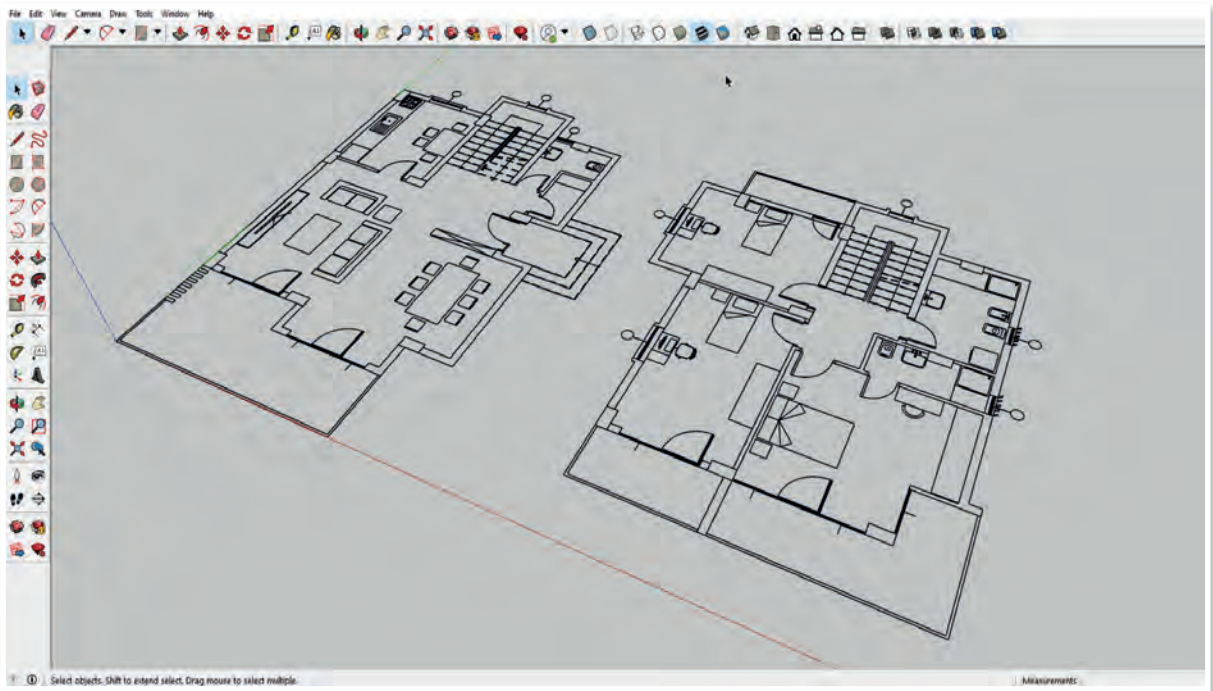 File Edit View Camera Draw Tools Window Help
Select objects. Shift to extend select. Drag mouse to select multiple.
Measurements